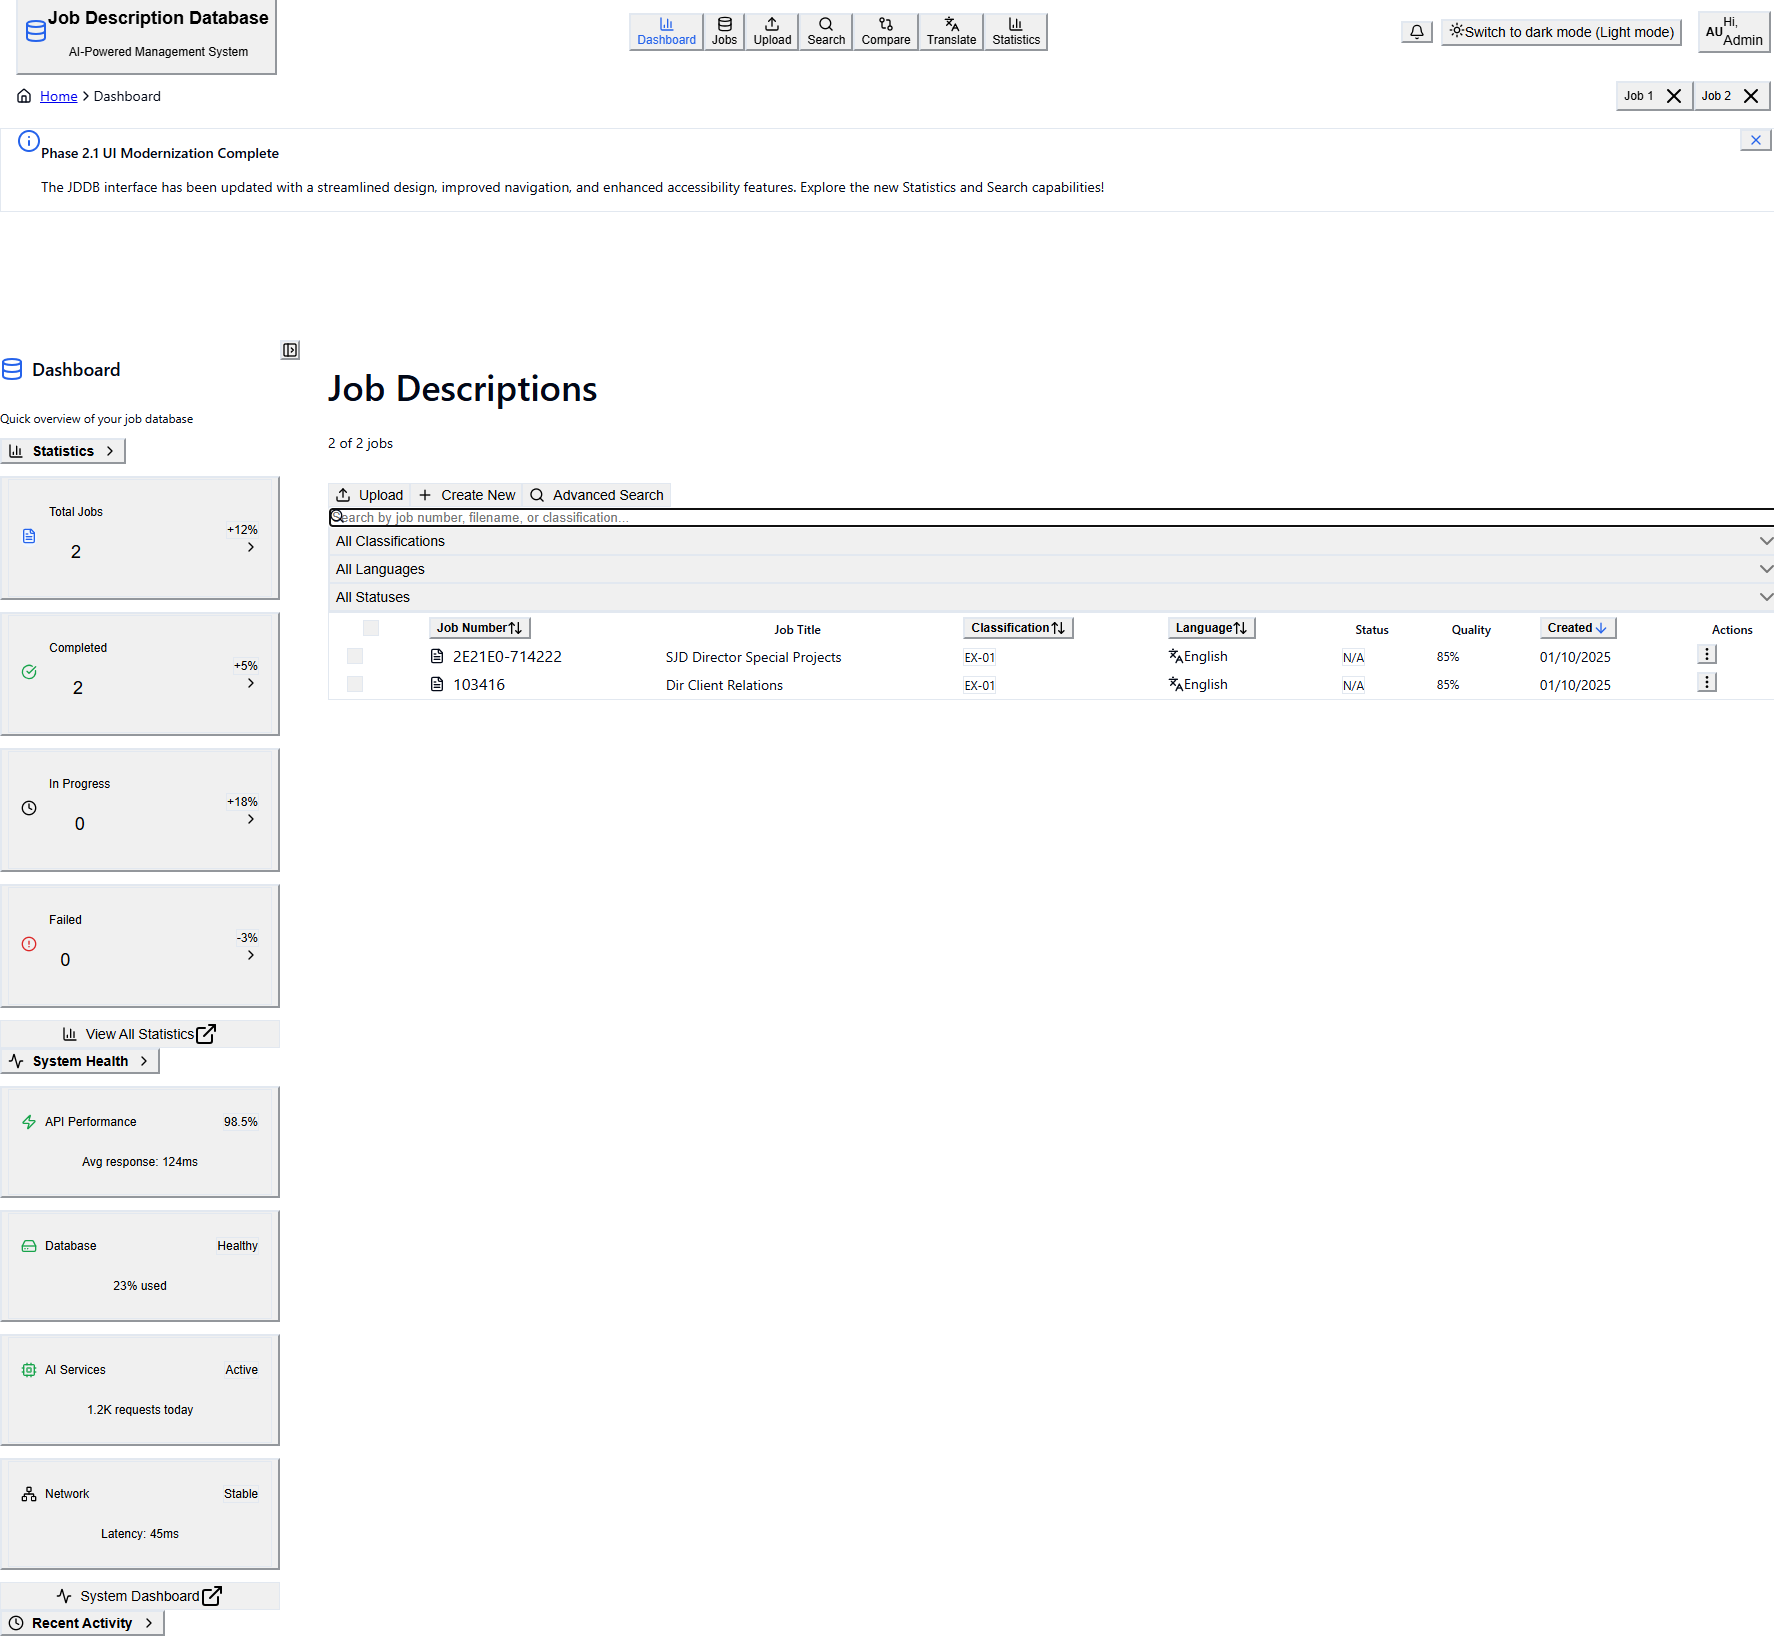 Job Description Database
AI-Powered Management System
Dashboard
Jobs
Upload
Search
Compare
Translate
Statistics
Switch to dark mode (Light mode)
AU
Hi,
Admin
Home
Dashboard
Job 1
Job 2
Phase 2.1 UI Modernization Complete
The JDDB interface has been updated with a streamlined design, improved navigation, and enhanced accessibility features. Explore the new Statistics and Search capabilities!
Dashboard
Quick overview of your job database
Statistics
Total Jobs
2
+12%
Completed
2
+5%
In Progress
0
+18%
Failed
0
-3%
View All Statistics
System Health
API Performance
98.5%
Avg response: 124ms
Database
Healthy
23% used
AI Services
Active
1.2K requests today
Network
Stable
Latency: 45ms
System Dashboard
Recent Activity
Job Descriptions
2 of 2 jobs
Upload
Create New
Advanced Search
Search by job number, filename, or classification...
All Classifications
All Languages
All Statuses
Job Number Job Title Classification Language Status Quality Created Actions
2E21E0-714222 SJD Director Special Projects EX-01 English N/A 85% 01/10/2025
103416 Dir Client Relations EX-01 English N/A 85% 01/10/2025